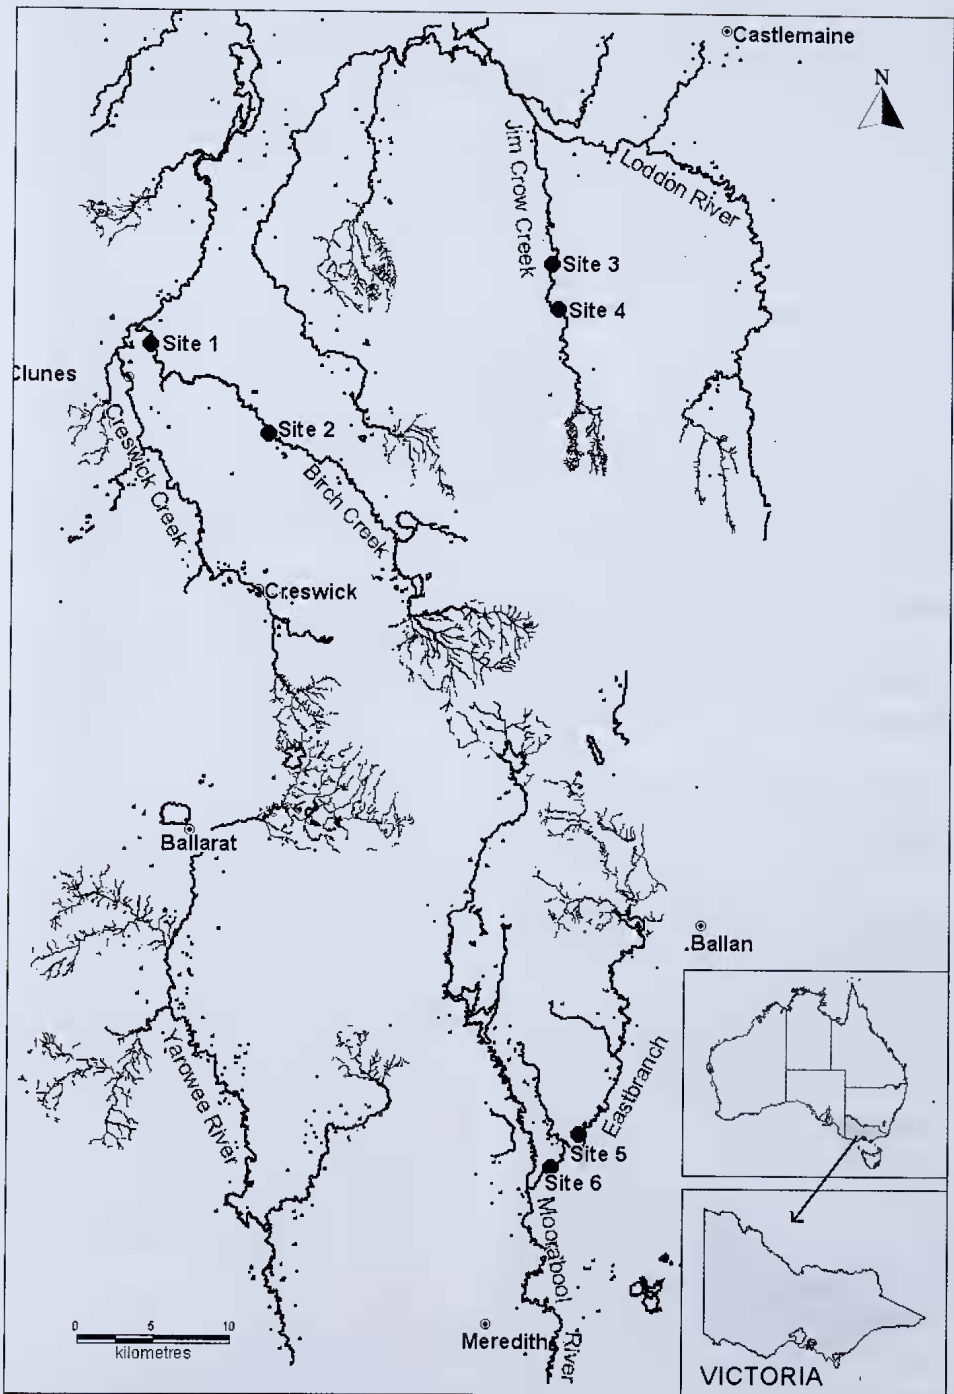 Castlemaine
N
Jim Crow Creek
Loddon River
Site 3
Site 4
Site 1
Clunes
Site 2
Creswick Creek
Birch Creek
Creswick
Ballarat
Ballan
Yarowee River
Eastbranch
Site 5
Site 6
Moorabool River
0 5 10
kilometres
Meredith
VICTORIA